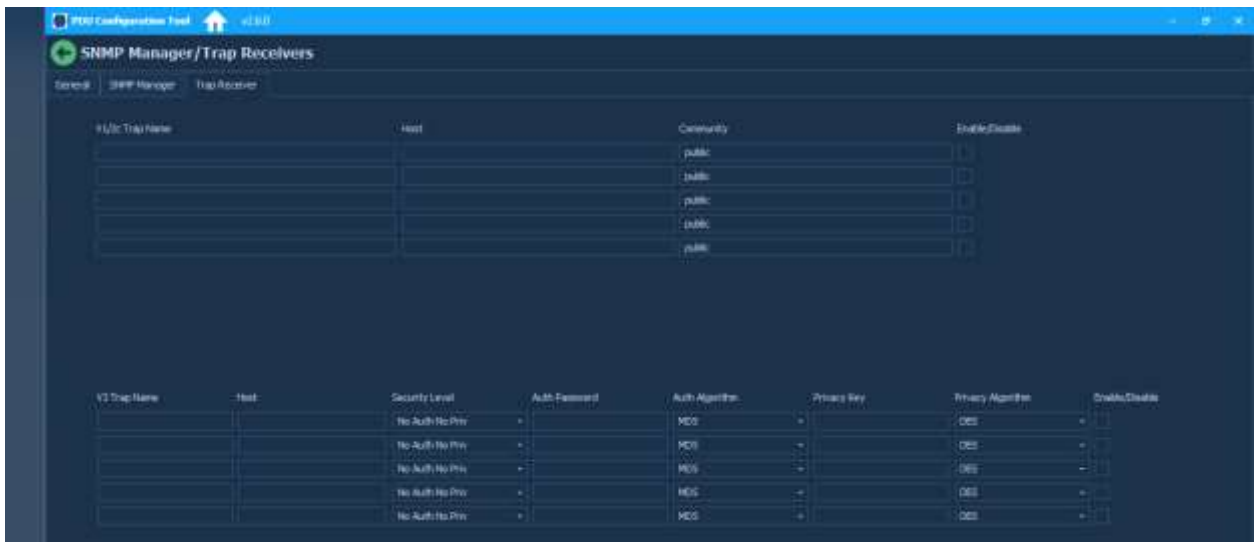 PDU Configuration Tool v2.6.0
SNMP Manager/Trap Receivers
General SNMP Manager Trap Receiver
V1/2c Trap Name Host Community Enable/Disable
public
public
public
public
public
V3 Trap Name Host Security Level Auth Password Auth Algorithm Privacy Key Privacy Algorithm Enable/Disable
No Auth No Priv MD5 DES
No Auth No Priv MD5 DES
No Auth No Priv MD5 DES
No Auth No Priv MD5 DES
No Auth No Priv MD5 DES